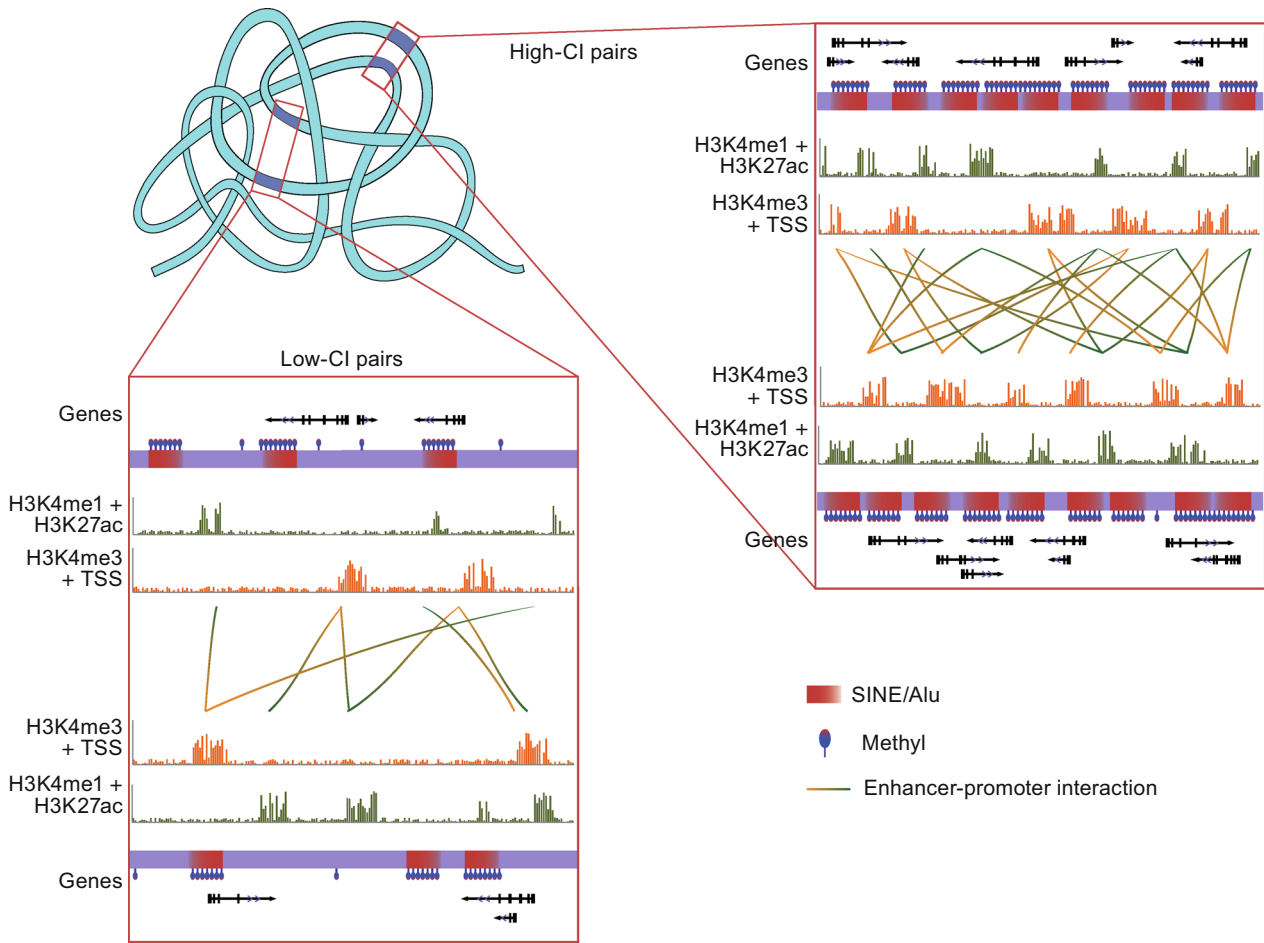 High-CI pairs
Genes
H3K4me1 +
H3K27ac
H3K4me3
+ TSS
H3K4me3
+ TSS
H3K4me1 +
H3K27ac
Genes
Low-CI pairs
Genes
H3K4me1 +
H3K27ac
H3K4me3
+ TSS
H3K4me3
+ TSS
H3K4me1 +
H3K27ac
Genes
SINE/Alu
Methyl
Enhancer-promoter interaction